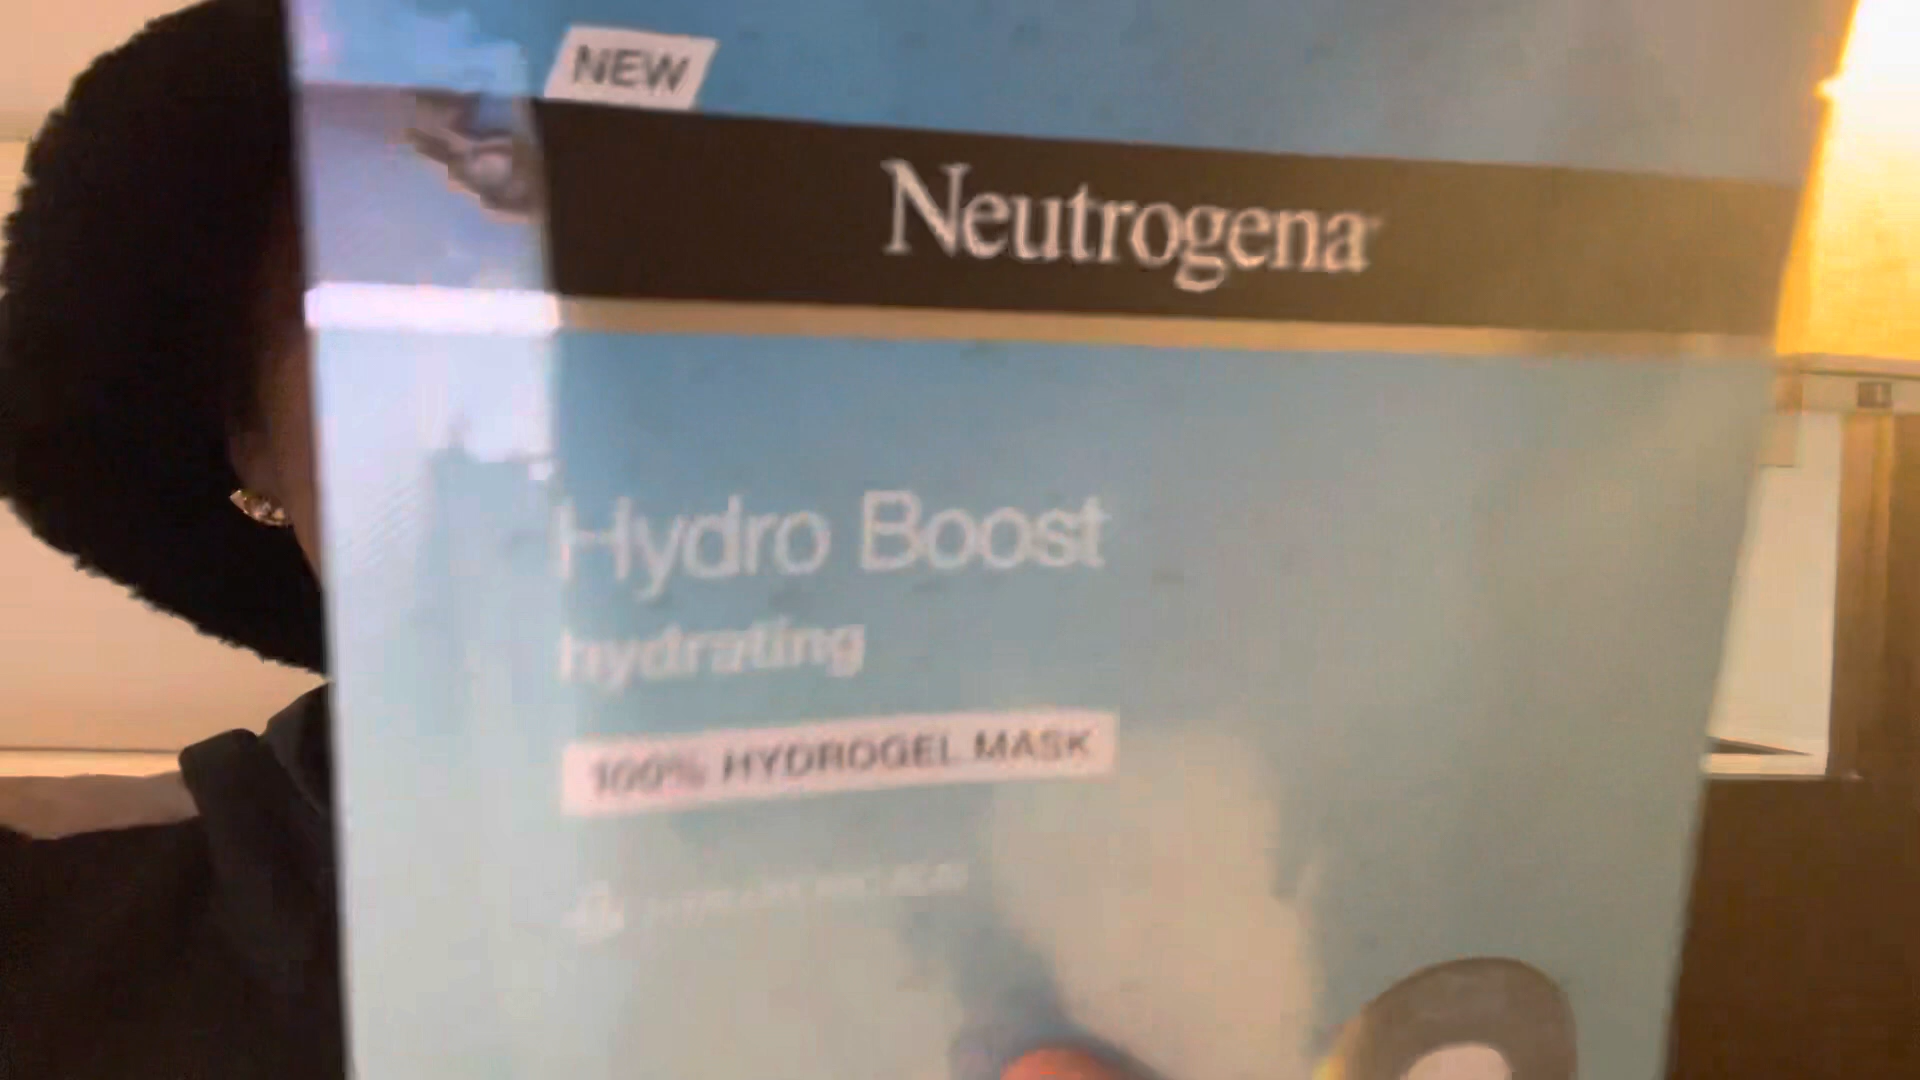 NEW
Neutrogena
Hydro Boost
hydrating
100% HYDROGEL MASK